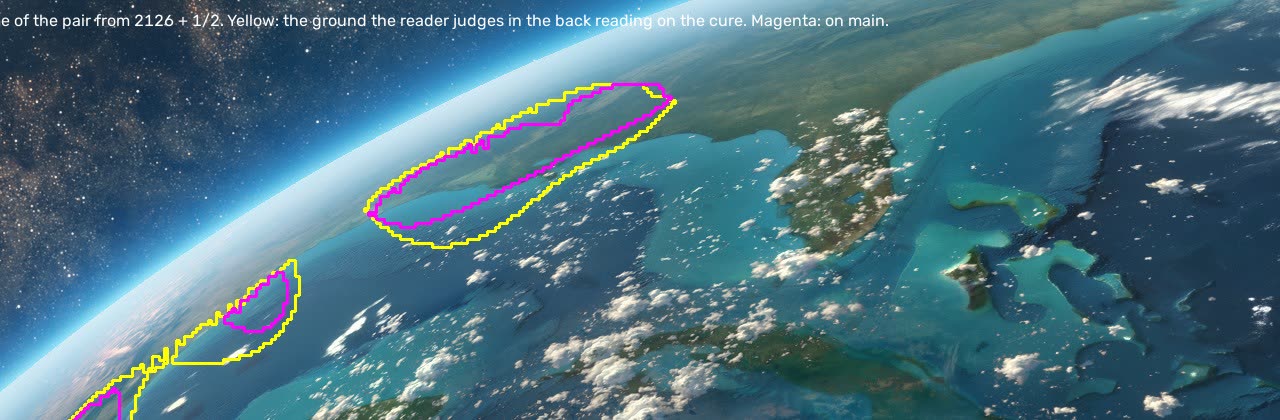 e of the pair from 2126 + 1/2. Yellow: the ground the reader judges in the back reading on the cure. Magenta: on main.